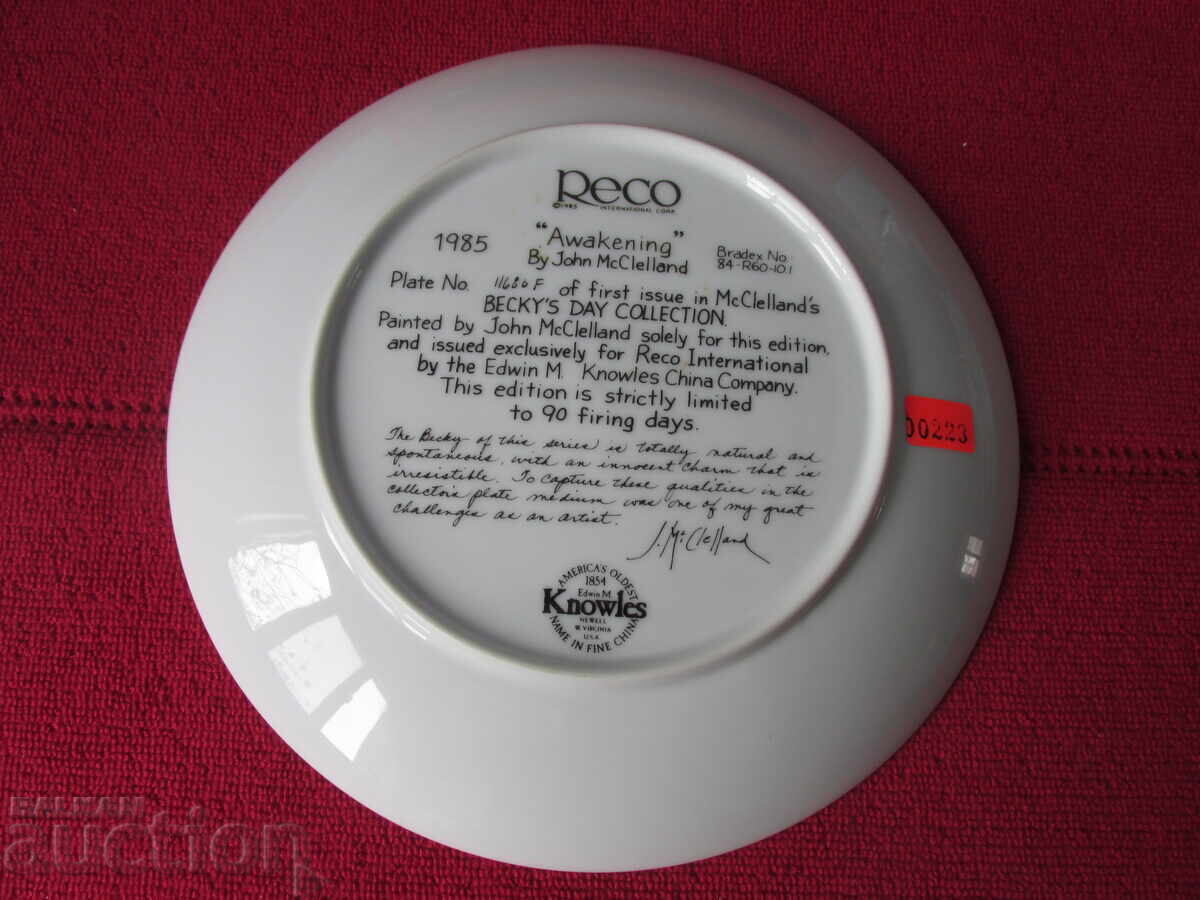 Reco
©1985 INTERNATIONAL CORP.
1985
"Awakening"
By John McClelland
Bradex No.
84-R60-10.1
Plate No. 11686F of first issue in McClelland's
BECKY'S DAY COLLECTION.
Painted by John McClelland solely for this edition,
and issued exclusively for Reco International
by the Edwin M. Knowles China Company.
This edition is strictly limited
to 90 firing days.
The Becky of this series is totally natural and
spontaneous, with an innocent charm that is
irresistible. To capture these qualities in the
collectors plate medium was one of my great
challenges as an artist.
J. McClelland
AMERICA'S OLDEST
1854
Edwin M.
Knowles
NEWELL
W. VIRGINIA
U.S.A.
NAME IN FINE CHINA
00223
BALKAN
auction